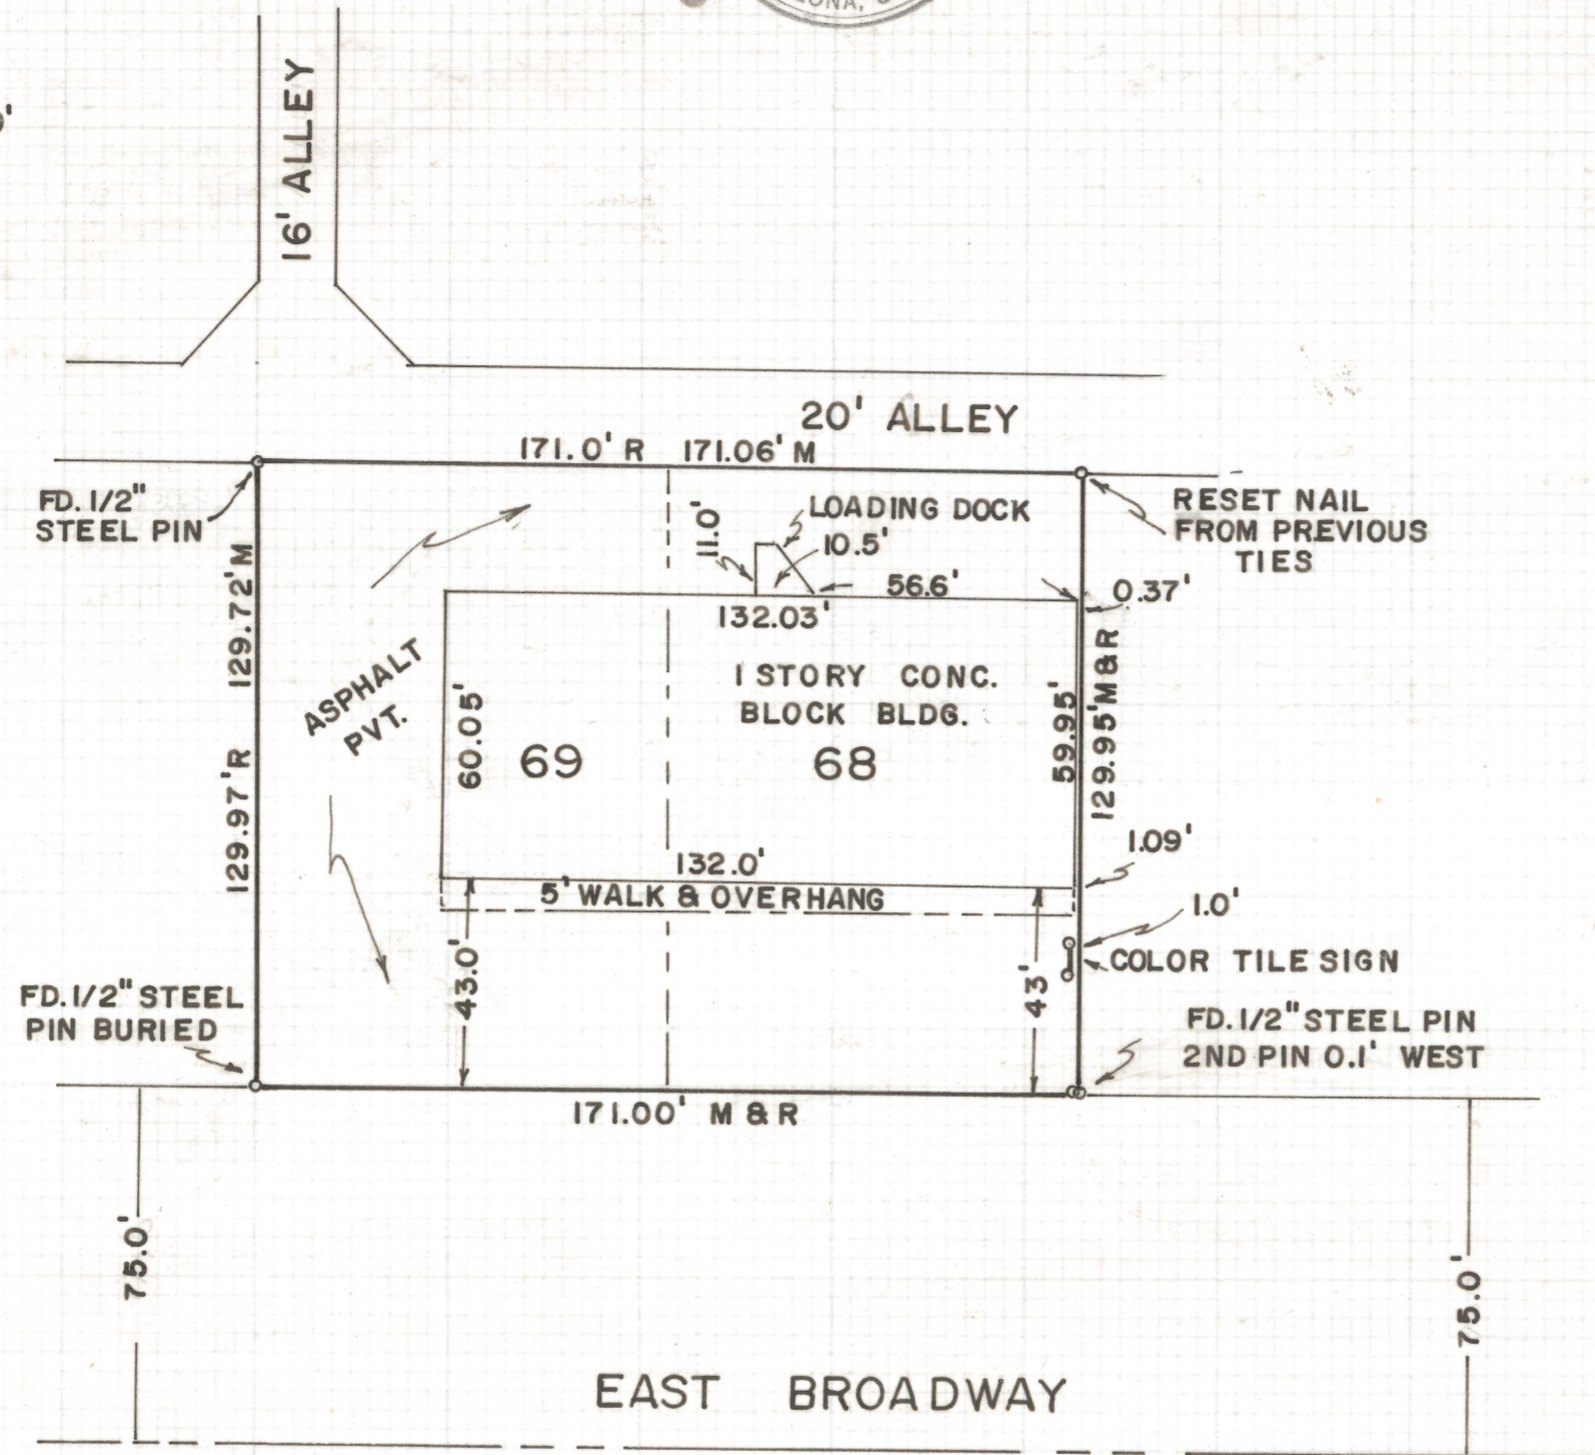 16' ALLEY
20' ALLEY
171.0' R 171.06' M
FD. 1/2"
STEEL PIN
LOADING DOCK
11.0'
10.5'
56.6'
RESET NAIL
FROM PREVIOUS
TIES
0.37'
132.03'
129.72' M
129.97' R
ASPHALT
PVT.
60.05'
69
1 STORY CONC.
BLOCK BLDG.
68
59.95'
129.95' M&R
132.0'
1.09'
5' WALK & OVERHANG
1.0'
COLOR TILE SIGN
43.0'
43'
FD. 1/2" STEEL
PIN BURIED
FD. 1/2" STEEL PIN
2ND PIN 0.1' WEST
171.00' M & R
75.0'
75.0'
EAST BROADWAY